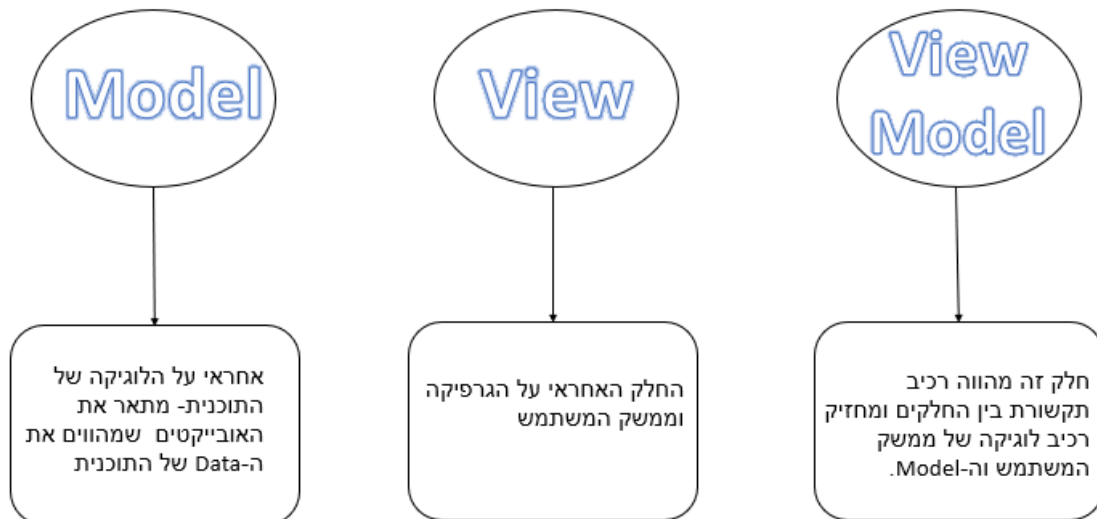 Model
View
View
Model
אחראי על הלוגיקה של
התוכנית- מתאר את
האובייקטים שמהווים את
ה-Data של התוכנית
החלק האחראי על הגרפיקה
וממשק המשתמש
חלק זה מהווה רכיב
תקשורת בין החלקים ומחזיק
רכיב לוגיקה של ממשק
המשתמש וה-Model.